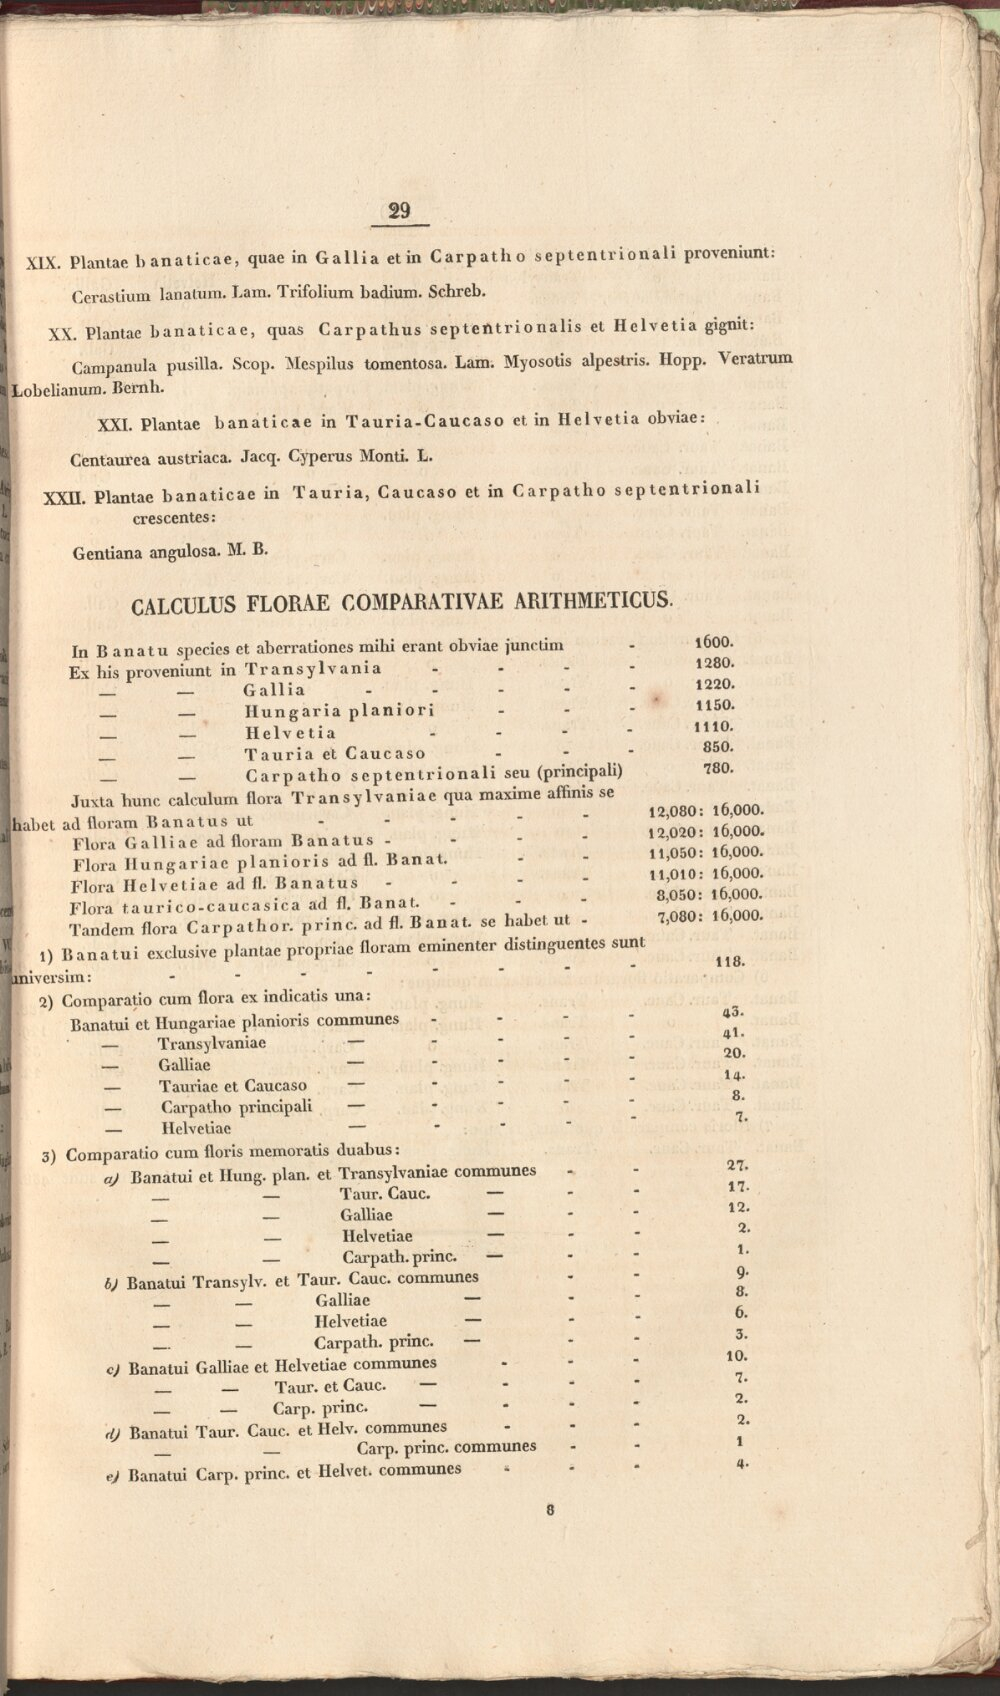 29
XIX. Plantae banaticae, quae in Gallia et in Carpatho septentrionali proveniunt:
Cerastium lanatum. Lam. Trifolium badium. Schreb.
XX. Plantae banaticae, quas Carpathus septentrionalis et Helvetia gignit:
Campanula pusilla. Scop. Mespilus tomentosa. Lam. Myosotis alpestris. Hopp. Veratrum
Lobelianum. Bernh.
XXI. Plantae banaticae in Tauria-Caucaso et in Helvetia obviae:
Centaurea austriaca. Jacq. Cyperus Monti. L.
XXII. Plantae banaticae in Tauria, Caucaso et in Carpatho septentrionali
crescentes:
Gentiana angulosa. M. B.
CALCULUS FLORAE COMPARATIVAE ARITHMETICUS.
In Banatu species et aberrationes mihi erant obviae junctim - 1600.
Ex his proveniunt in Transylvania - - - - 1280.
— — Gallia - - - - - 1220.
— — Hungaria planiori - - - 1150.
— — Helvetia - - - - 1110.
— — Tauria et Caucaso - - - 850.
— — Carpatho septentrionali seu (principali) 780.
Juxta hunc calculum flora Transylvaniae qua maxime affinis se
habet ad floram Banatus ut - - - - - 12,080: 16,000.
Flora Galliae ad floram Banatus - - - - 12,020: 16,000.
Flora Hungariae planioris ad fl. Banat. - - 11,050: 16,000.
Flora Helvetiae ad fl. Banatus - - - - 11,010: 16,000.
Flora taurico-caucasica ad fl. Banat. - - - 8,050: 16,000.
Tandem flora Carpathor. princ. ad fl. Banat. se habet ut - 7,080: 16,000.
1) Banatui exclusive plantae propriae floram eminenter distinguentes sunt
universim: - - - - - - - - 118.
2) Comparatio cum flora ex indicatis una:
Banatui et Hungariae planioris communes - - - - 43.
— Transylvaniae — - - - - 41.
— Galliae — - - - - 20.
— Tauriae et Caucaso — - - - - 14.
— Carpatho principali — - - - - 8.
— Helvetiae — - - - - 7.
3) Comparatio cum floris memoratis duabus:
a) Banatui et Hung. plan. et Transylvaniae communes - - 27.
— — Taur. Cauc. — - - 17.
— — Galliae — - - 12.
— — Helvetiae — - - 2.
— — Carpath. princ. — - - 1.
b) Banatui Transylv. et Taur. Cauc. communes - - 9.
— — Galliae — - - 8.
— — Helvetiae — - - 6.
— — Carpath. princ. — - - 3.
c) Banatui Galliae et Helvetiae communes - - - 10.
— — Taur. et Cauc. — - - - 7.
— — Carp. princ. — - - - 2.
d) Banatui Taur. Cauc. et Helv. communes - - - 2.
— — Carp. princ. communes - - 1
e) Banatui Carp. princ. et Helvet. communes - - - 4.
8